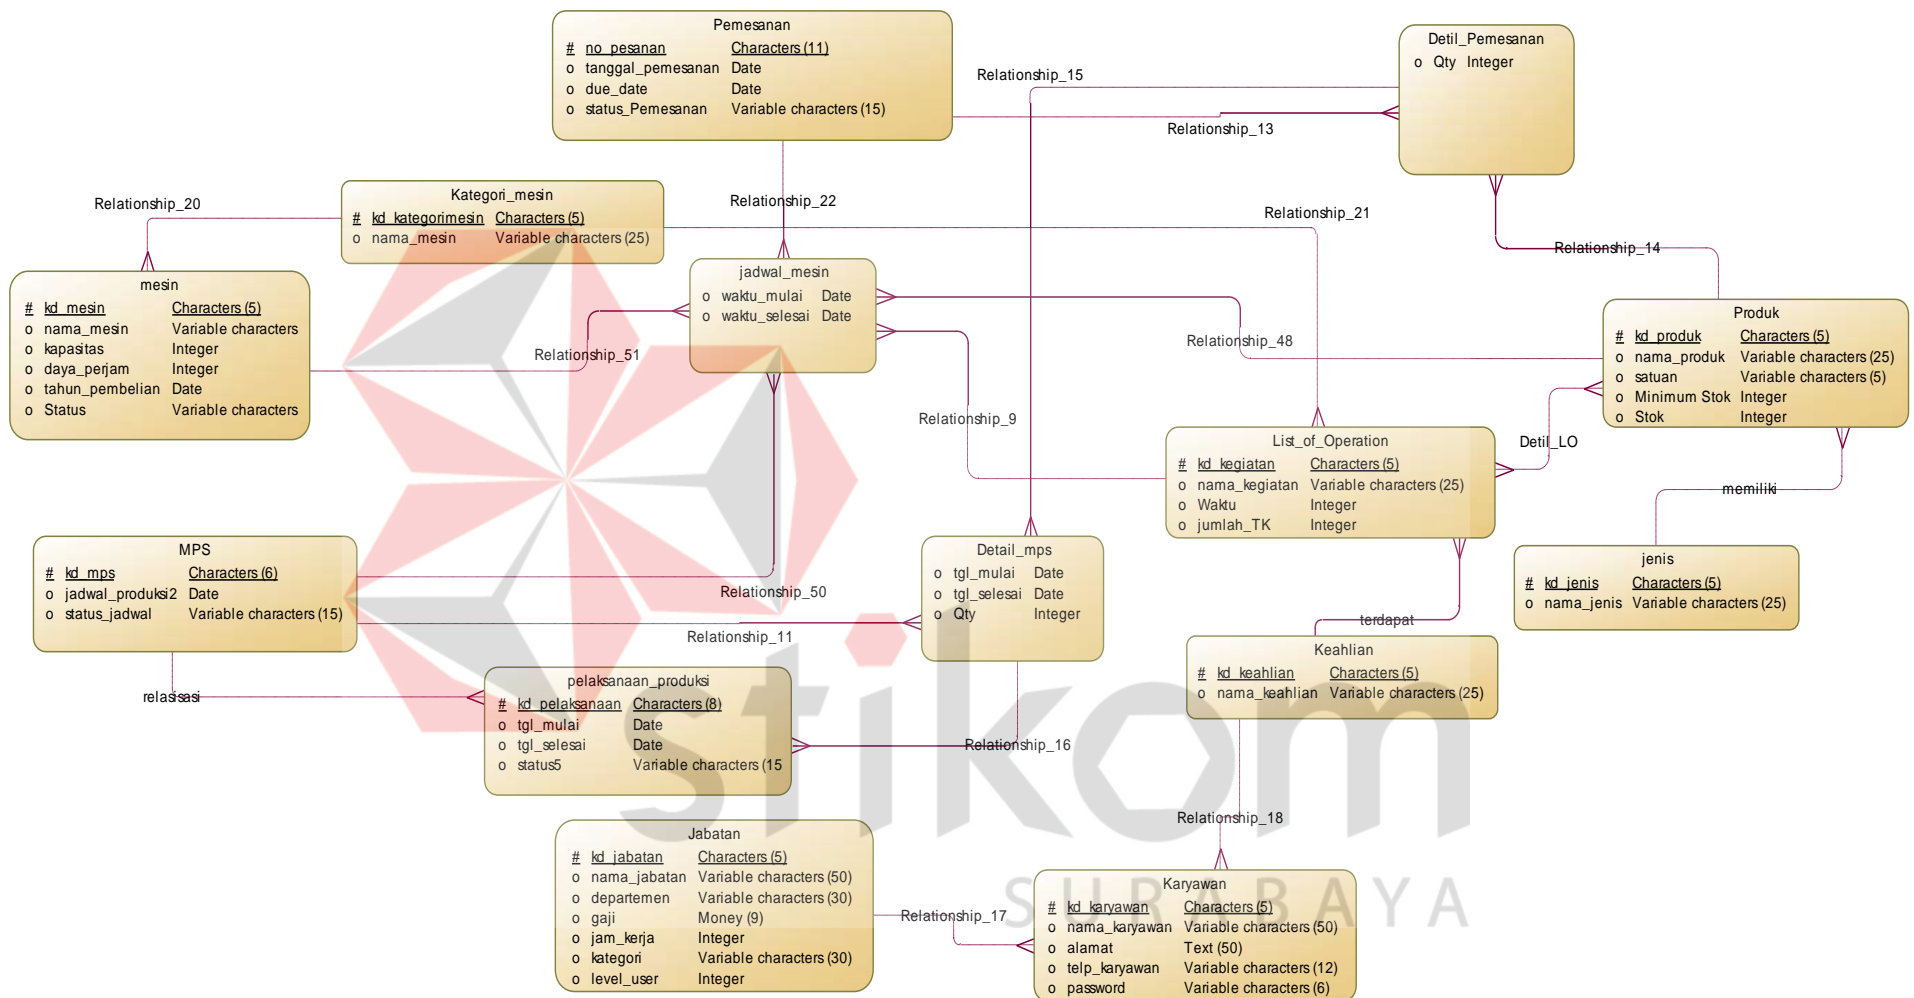 Pemesanan
# no_pesanan Characters (11)
o tanggal_pemesanan Date
o due_date Date
o status_Pemesanan Variable characters (15)
Detil_Pemesanan
o Qty Integer
Relationship_15
Relationship_13
Kategori_mesin
# kd_kategorimesin Characters (5)
o nama_mesin Variable characters (25)
Relationship_20
Relationship_22
Relationship_21
Relationship_14
mesin
# kd_mesin Characters (5)
o nama_mesin Variable characters
o kapasitas Integer
o daya_perjam Integer
o tahun_pembelian Date
o Status Variable characters
jadwal_mesin
o waktu_mulai Date
o waktu_selesai Date
Relationship_51
Relationship_48
Produk
# kd_produk Characters (5)
o nama_produk Variable characters (25)
o satuan Variable characters (5)
o Minimum Stok Integer
o Stok Integer
Relationship_9
Detil_LO
List_of_Operation
# kd_kegiatan Characters (5)
o nama_kegiatan Variable characters (25)
o Waktu Integer
o jumlah_TK Integer
memiliki
MPS
# kd_mps Characters (6)
o jadwal_produksi2 Date
o status_jadwal Variable characters (15)
Detail_mps
o tgl_mulai Date
o tgl_selesai Date
o Qty Integer
jenis
# kd_jenis Characters (5)
o nama_jenis Variable characters (25)
Relationship_50
Relationship_11
terdapat
Keahlian
# kd_keahlian Characters (5)
o nama_keahlian Variable characters (25)
relasisasi
pelaksanaan_produksi
# kd_pelaksanaan Characters (8)
o tgl_mulai Date
o tgl_selesai Date
o status5 Variable characters (15
Relationship_16
stikom
Relationship_18
Jabatan
# kd_jabatan Characters (5)
o nama_jabatan Variable characters (50)
o departemen Variable characters (30)
o gaji Money (9)
o jam_kerja Integer
o kategori Variable characters (30)
o level_user Integer
Relationship_17
SURABAYA
Karyawan
# kd_karyawan Characters (5)
o nama_karyawan Variable characters (50)
o alamat Text (50)
o telp_karyawan Variable characters (12)
o password Variable characters (6)